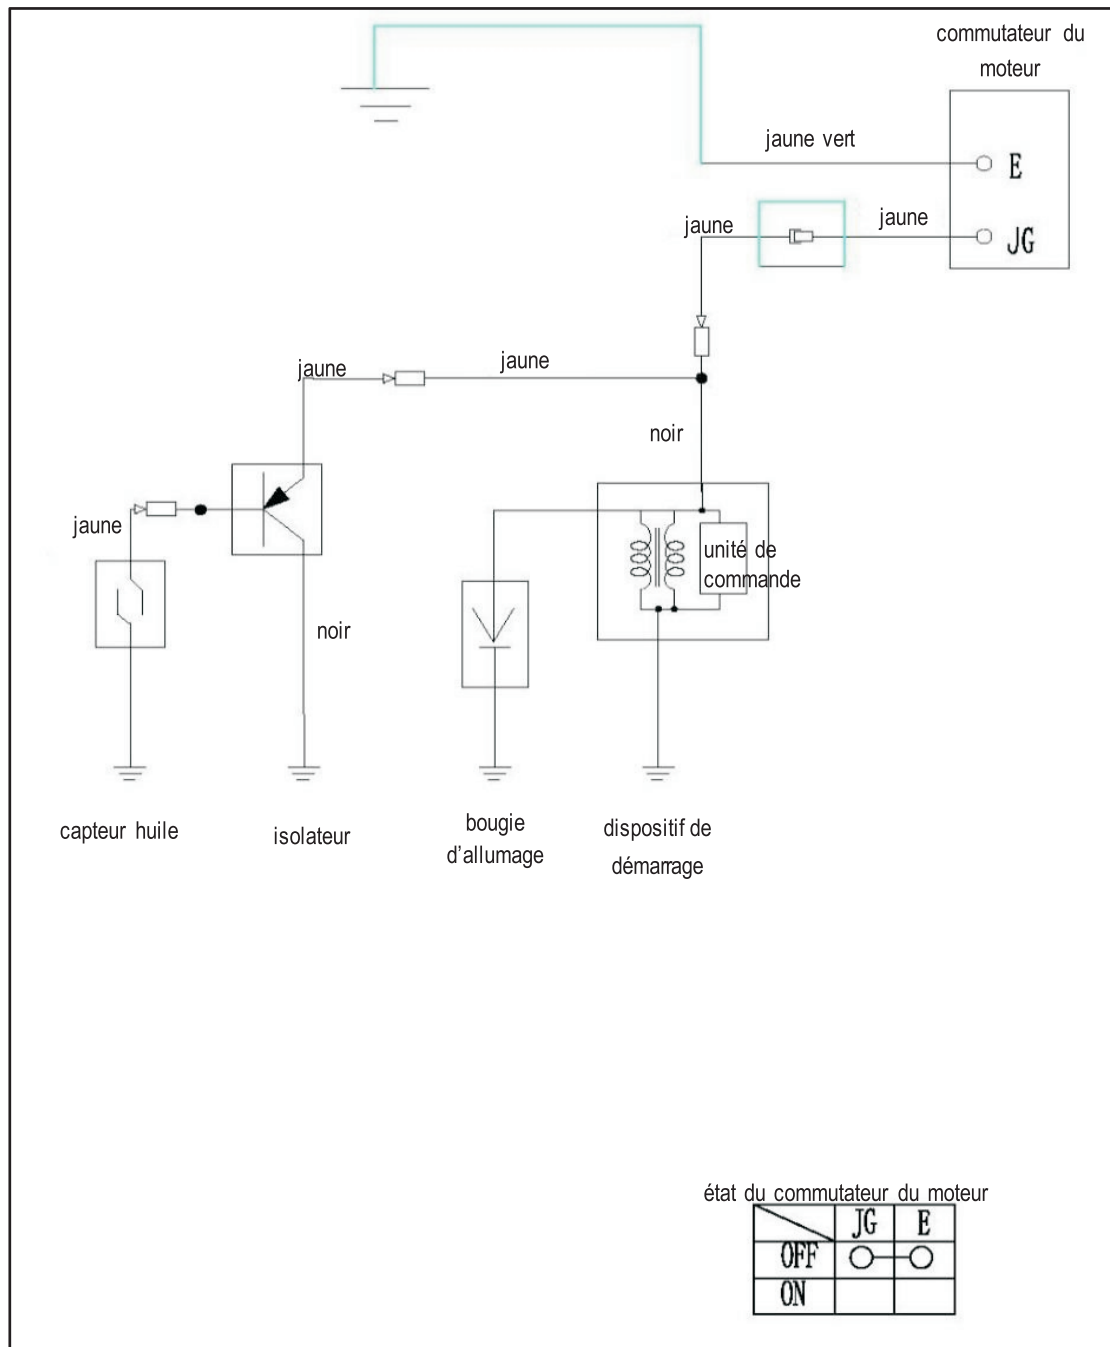 commutateur du
moteur
jaune vert
E
jaune
jaune
JG
jaune
jaune
noir
jaune
unité de
commande
noir
capteur huile
isolateur
bougie
d'allumage
dispositif de
démarrage
état du commutateur du moteur
JG E
OFF
ON